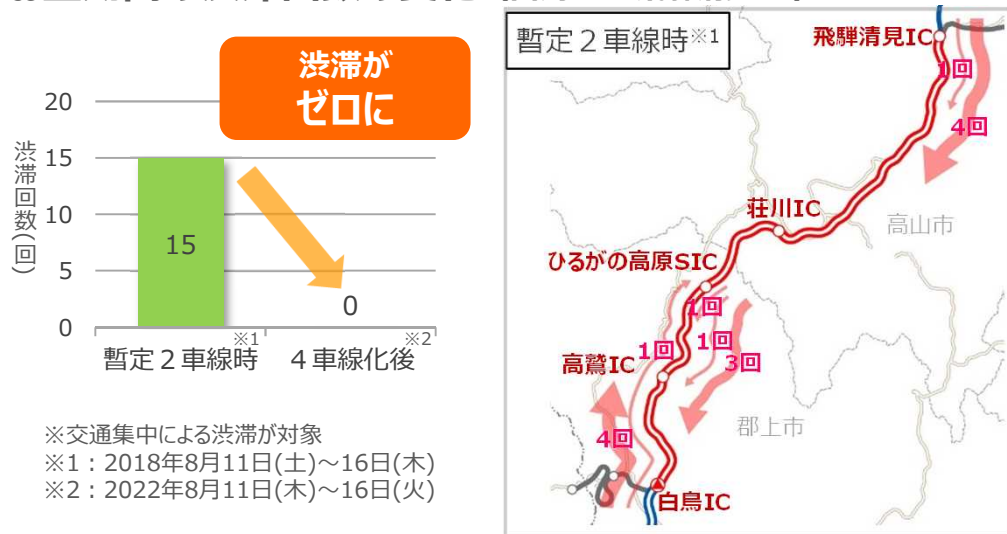 渋滞が
ゼロに
渋滞回数(回)
20
15
10
5
0
15
0
暫定２車線時※1
４車線化後※2
※交通集中による渋滞が対象
※1：2018年8月11日(土)～16日(木)
※2：2022年8月11日(木)～16日(火)
暫定２車線時※1
飛騨清見IC
1回
4回
荘川IC
高山市
ひるがの高原SIC
1回
1回
1回
3回
高鷲IC
郡上市
4回
白鳥IC